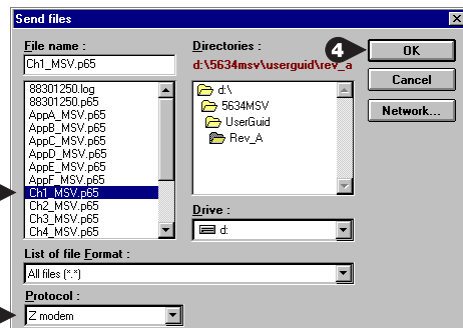 Send files
File name :
Ch1_MSV.p65
88301250.log
88301250.p65
AppA_MSV.p65
AppB_MSV.p65
AppC_MSV.p65
AppD_MSV.p65
AppE_MSV.p65
AppF_MSV.p65
Ch1_MSV.p65
Ch2_MSV.p65
Ch3_MSV.p65
Ch4_MSV.p65
Directories :
d:\5634msv\userguid\rev_a
d:\
5634MSV
UserGuid
Rev_A
Drive :
d:
4
OK
Cancel
Network...
List of file Format :
All files (*.*)
Protocol :
Z modem